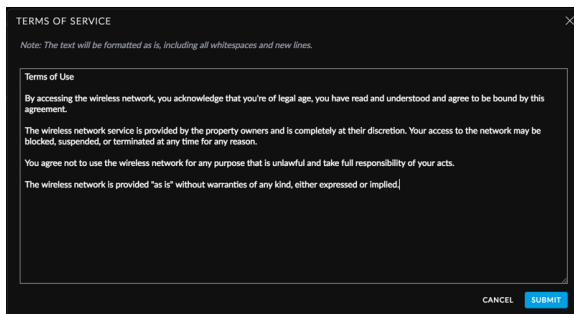 TERMS OF SERVICE
Note: The text will be formatted as is, including all whitespaces and new lines.
Terms of Use
By accessing the wireless network, you acknowledge that you're of legal age, you have read and understood and agree to be bound by this
agreement.
The wireless network service is provided by the property owners and is completely at their discretion. Your access to the network may be
blocked, suspended, or terminated at any time for any reason.
You agree not to use the wireless network for any purpose that is unlawful and take full responsibility of your acts.
The wireless network is provided "as is" without warranties of any kind, either expressed or implied.
CANCEL SUBMIT